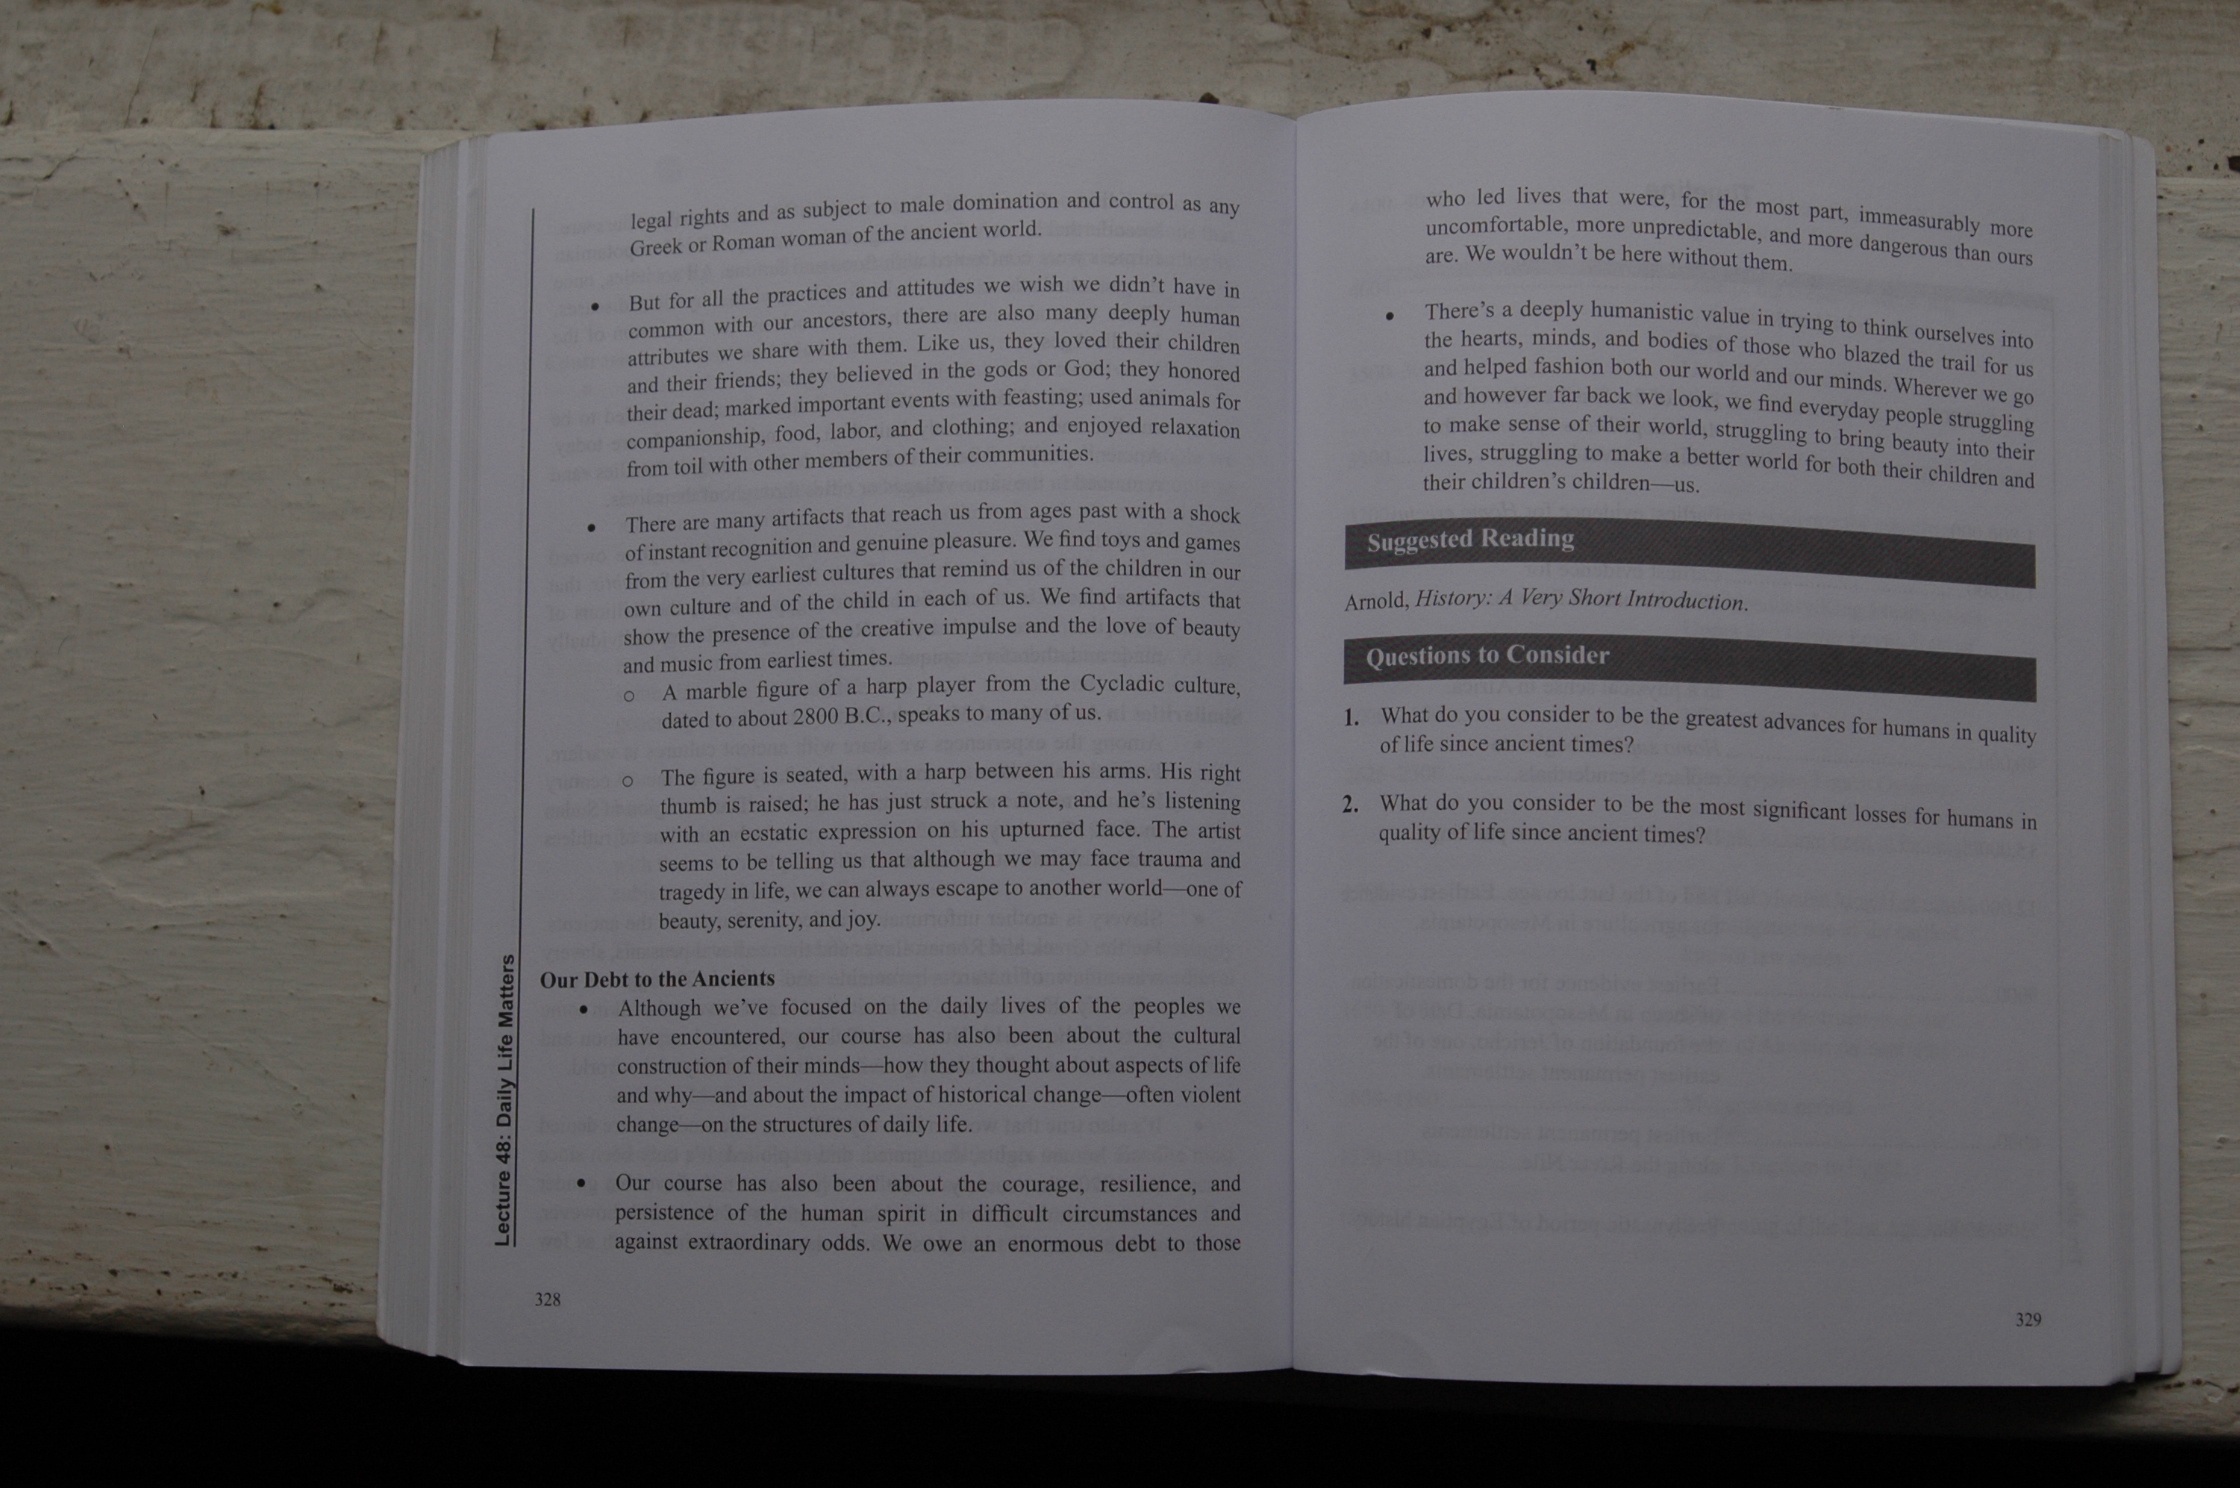 legal rights and as subject to male domination and control as any
Greek or Roman woman of the ancient world.
• But for all the practices and attitudes we wish we didn't have in
common with our ancestors, there are also many deeply human
attributes we share with them. Like us, they loved their children
and their friends; they believed in the gods or God; they honored
their dead; marked important events with feasting; used animals for
companionship, food, labor, and clothing; and enjoyed relaxation
from toil with other members of their communities.
• There are many artifacts that reach us from ages past with a shock
of instant recognition and genuine pleasure. We find toys and games
from the very earliest cultures that remind us of the children in our
own culture and of the child in each of us. We find artifacts that
show the presence of the creative impulse and the love of beauty
and music from earliest times.
o A marble figure of a harp player from the Cycladic culture,
dated to about 2800 B.C., speaks to many of us.
o The figure is seated, with a harp between his arms. His right
thumb is raised; he has just struck a note, and he's listening
with an ecstatic expression on his upturned face. The artist
seems to be telling us that although we may face trauma and
tragedy in life, we can always escape to another world—one of
beauty, serenity, and joy.
Our Debt to the Ancients
• Although we've focused on the daily lives of the peoples we
have encountered, our course has also been about the cultural
construction of their minds—how they thought about aspects of life
and why—and about the impact of historical change—often violent
change—on the structures of daily life.
• Our course has also been about the courage, resilience, and
persistence of the human spirit in difficult circumstances and
against extraordinary odds. We owe an enormous debt to those
Lecture 48: Daily Life Matters
328
who led lives that were, for the most part, immeasurably more
uncomfortable, more unpredictable, and more dangerous than ours
are. We wouldn't be here without them.
• There's a deeply humanistic value in trying to think ourselves into
the hearts, minds, and bodies of those who blazed the trail for us
and helped fashion both our world and our minds. Wherever we go
and however far back we look, we find everyday people struggling
to make sense of their world, struggling to bring beauty into their
lives, struggling to make a better world for both their children and
their children's children—us.
Suggested Reading
Arnold, History: A Very Short Introduction.
Questions to Consider
1. What do you consider to be the greatest advances for humans in quality
of life since ancient times?
2. What do you consider to be the most significant losses for humans in
quality of life since ancient times?
329